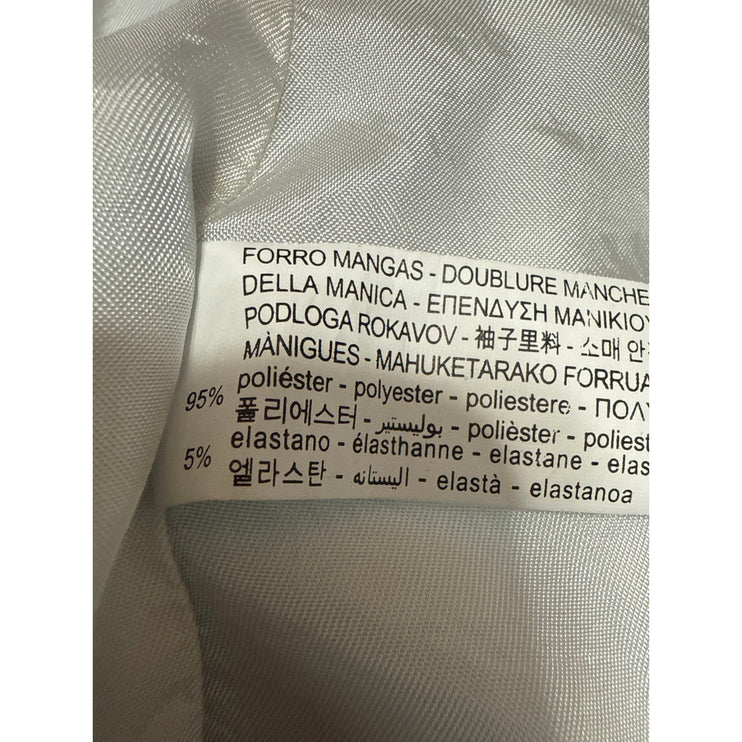 FORRO MANGAS - DOUBLURE MANCHE
DELLA MANICA - ΕΠΕΝΔΥΣΗ ΜΑΝΙΚΙΟΥ
PODLOGA ROKAVOV - 袖子里料 - 소매 안
MÀNIGUES - MAHUKETARAKO FORRUA
95% poliéster - polyester - poliestere - ΠΟΛΥ
폴리에스터 - بوليستير - polièster - poliest
5% elastano - élasthanne - elastane - elas
엘라스탄 - اليستانه - elastà - elastanoa